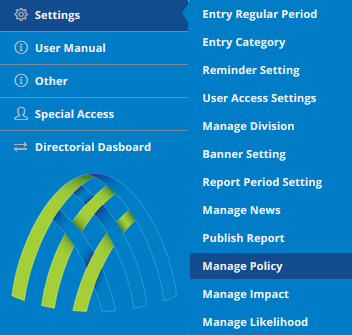 Settings
User Manual
Other
Special Access
Directorial Dasboard
Entry Regular Period
Entry Category
Reminder Setting
User Access Settings
Manage Division
Banner Setting
Report Period Setting
Manage News
Publish Report
Manage Policy
Manage Impact
Manage Likelihood